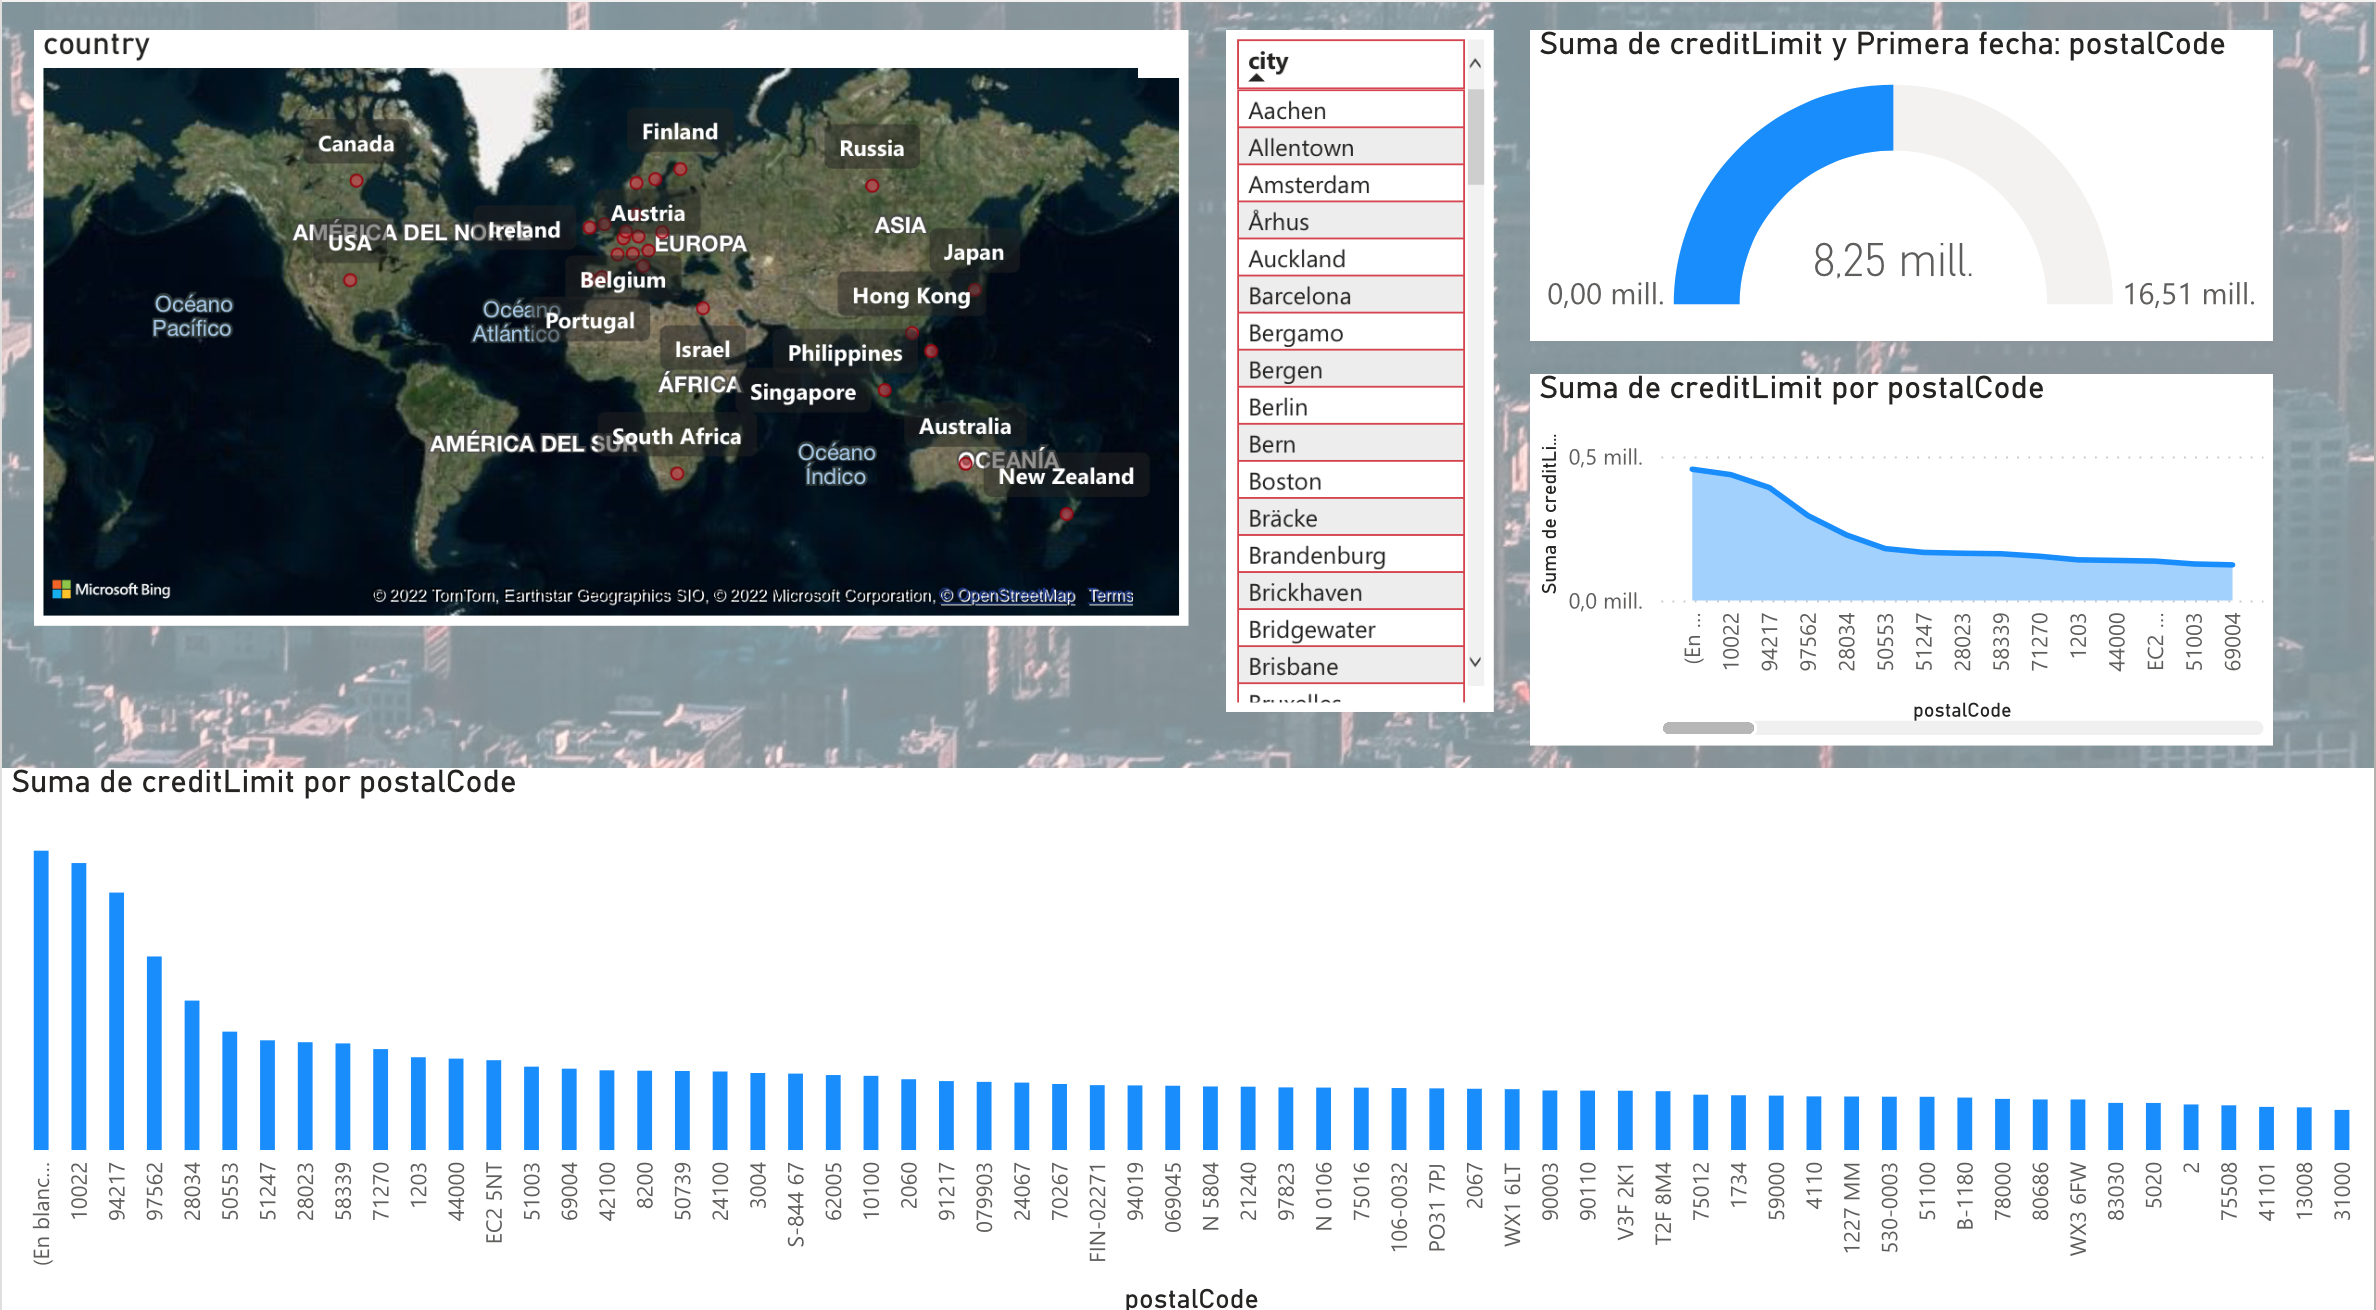 country
Canada
Finland
Russia
Austria
AMÉRICA DEL NORTE
Ireland
USA
EUROPA
ASIA
Japan
Belgium
Hong Kong
Océano
Pacífico
Océano
Atlántico
Portugal
Israel
Philippines
ÁFRICA
Singapore
Australia
AMÉRICA DEL SUR
South Africa
Océano
Índico
OCEANÍA
New Zealand
Microsoft Bing
© 2022 TomTom, Earthstar Geographics SIO, © 2022 Microsoft Corporation, © OpenStreetMap Terms
city
Aachen
Allentown
Amsterdam
Århus
Auckland
Barcelona
Bergamo
Bergen
Berlin
Bern
Boston
Bräcke
Brandenburg
Brickhaven
Bridgewater
Brisbane
Bruxelles
Suma de creditLimit y Primera fecha: postalCode
8,25 mill.
0,00 mill.
16,51 mill.
Suma de creditLimit por postalCode
Suma de creditLi...
0,5 mill.
0,0 mill.
(En ...
10022
94217
97562
28034
50553
51247
28023
58339
71270
1203
44000
EC2 ...
51003
69004
postalCode
Suma de creditLimit por postalCode
(En blanc...
10022
94217
97562
28034
50553
51247
28023
58339
71270
1203
44000
EC2 5NT
51003
69004
42100
8200
50739
24100
3004
S-844 67
62005
10100
2060
91217
079903
24067
70267
FIN-02271
94019
069045
N 5804
21240
97823
N 0106
75016
106-0032
PO31 7PJ
2067
WX1 6LT
90003
90110
V3F 2K1
T2F 8M4
75012
1734
59000
4110
1227 MM
530-0003
51100
B-1180
78000
80686
WX3 6FW
83030
5020
2
75508
41101
13008
31000
postalCode